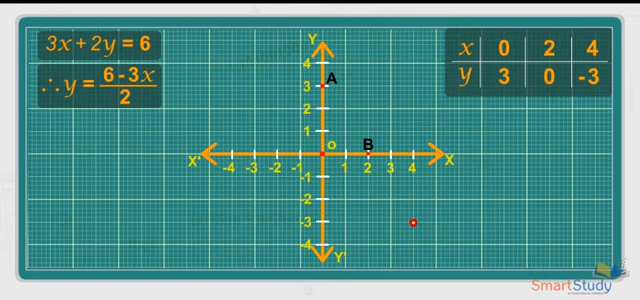 3x + 2y = 6
∴ y = (6 - 3x)/2
x 0 2 4
y 3 0 -3
Y
4
A
3
2
1
O
B
X' -4 -3 -2 -1 1 2 3 4 X
-1
-2
-3
-4
Y'
SmartStudy